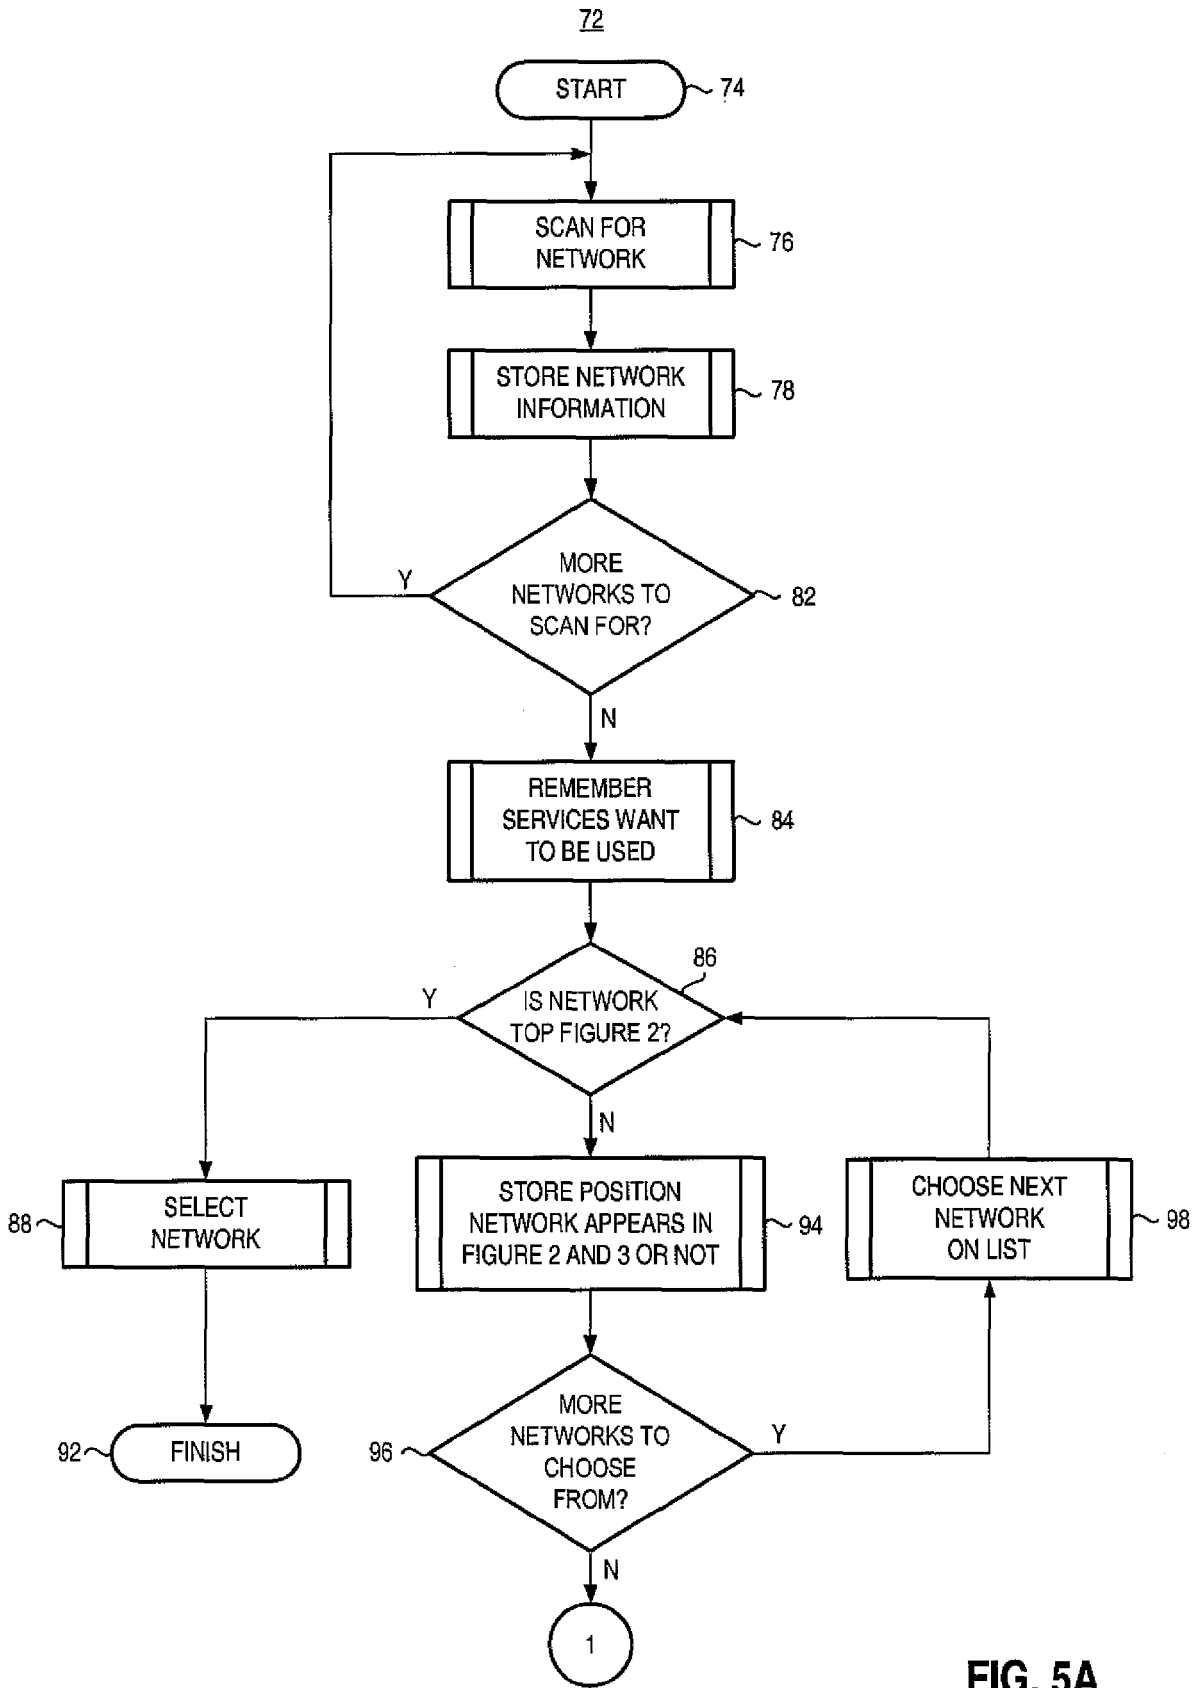 72
START
74
SCAN FOR
NETWORK
76
STORE NETWORK
INFORMATION
78
MORE
NETWORKS TO
SCAN FOR?
82
Y
N
REMEMBER
SERVICES WANT
TO BE USED
84
86
IS NETWORK
TOP FIGURE 2?
Y
N
88
SELECT
NETWORK
STORE POSITION
NETWORK APPEARS IN
FIGURE 2 AND 3 OR NOT
94
CHOOSE NEXT
NETWORK
ON LIST
98
92
FINISH
96
MORE
NETWORKS TO
CHOOSE
FROM?
Y
N
1
FIG. 5A